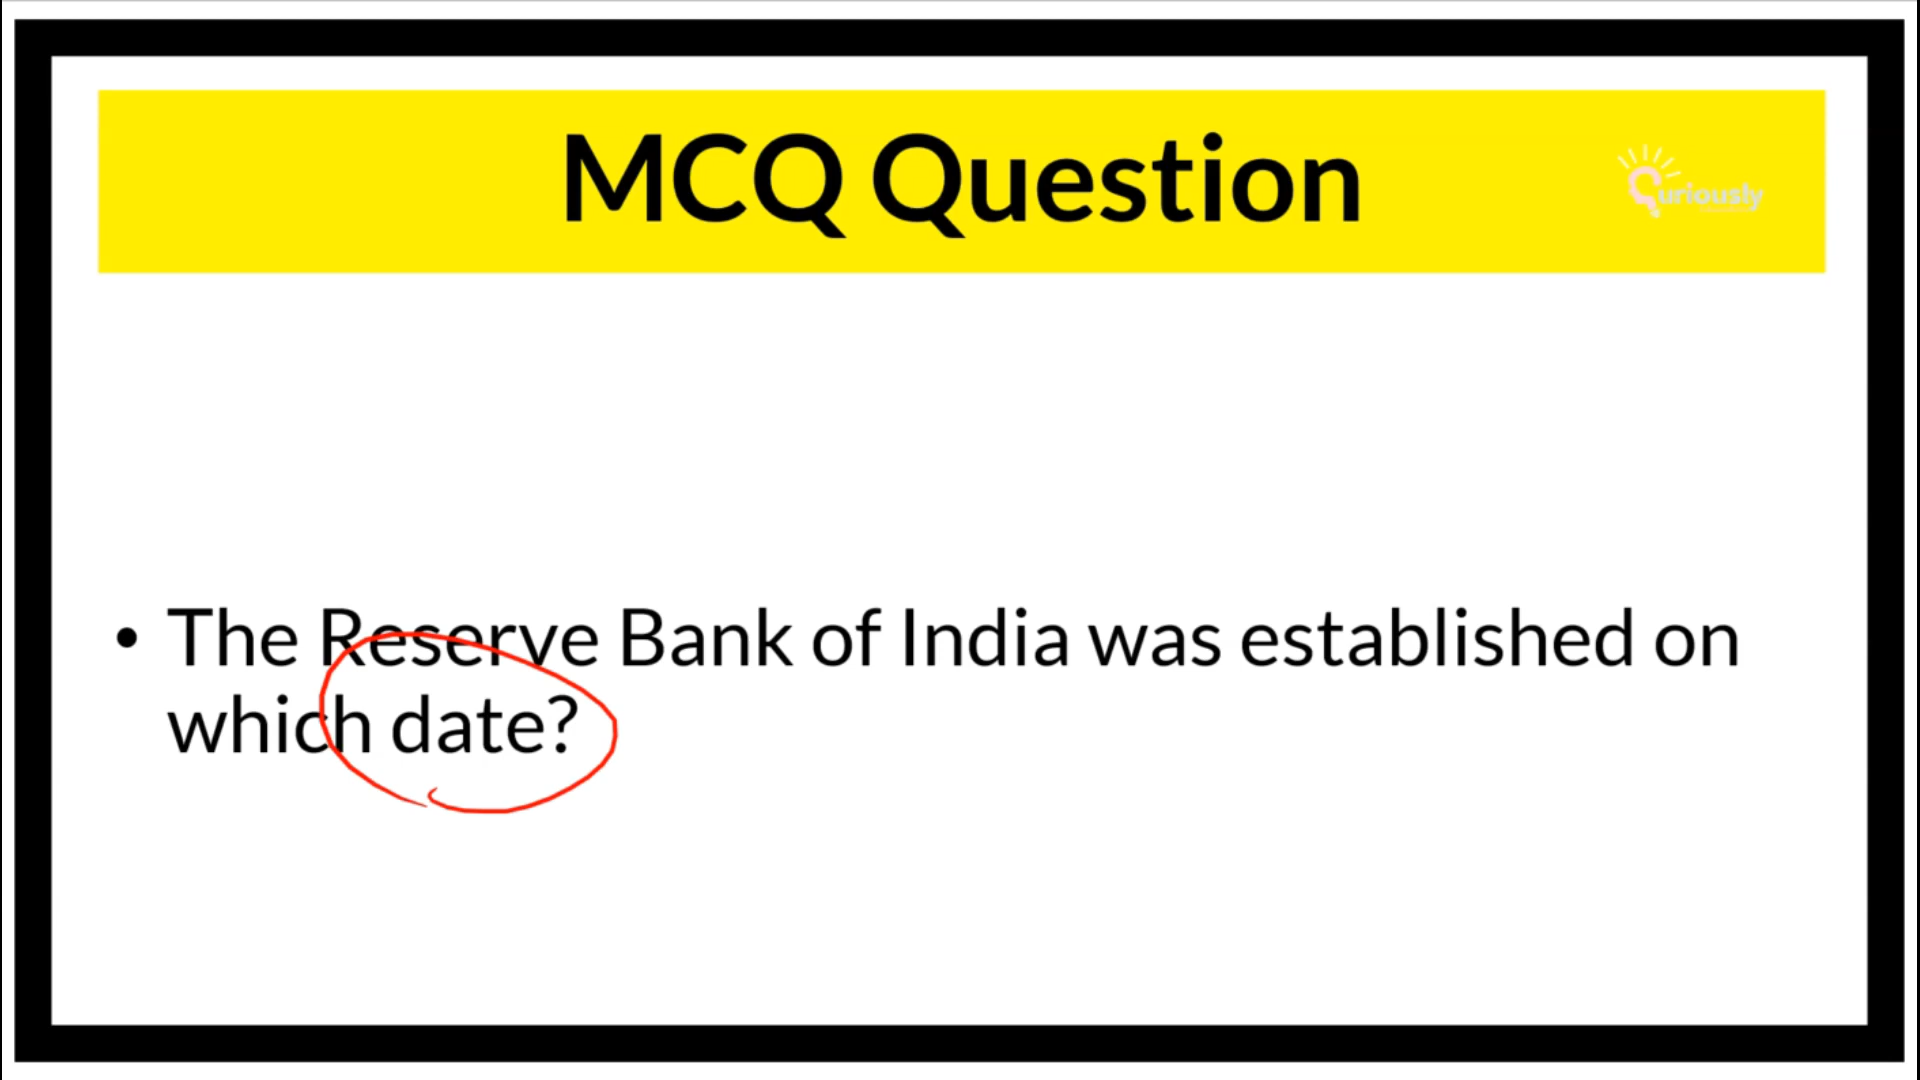 MCQ Question
Curiously
• The Reserve Bank of India was established on
which date?